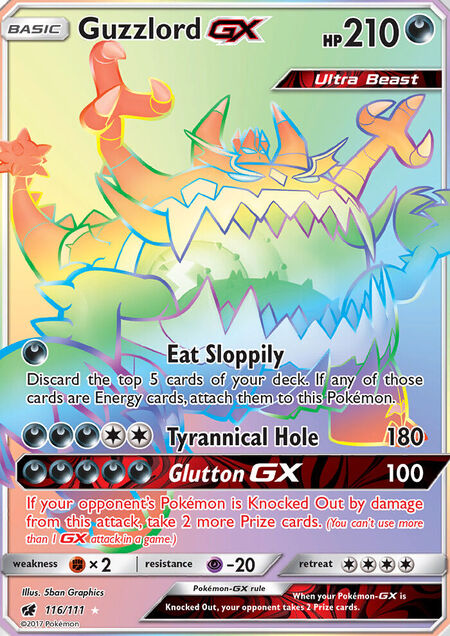 BASIC Guzzlord GX HP 210
Ultra Beast
Eat Sloppily
Discard the top 5 cards of your deck. If any of those
cards are Energy cards, attach them to this Pokémon.
Tyrannical Hole 180
Glutton GX 100
If your opponent's Pokémon is Knocked Out by damage
from this attack, take 2 more Prize cards. (You can't use more
than 1 GX attack in a game.)
weakness ×2 resistance -20 retreat
Illus. 5ban Graphics
Pokémon-GX rule
When your Pokémon-GX is
Knocked Out, your opponent takes 2 Prize cards.
116/111
©2017 Pokémon